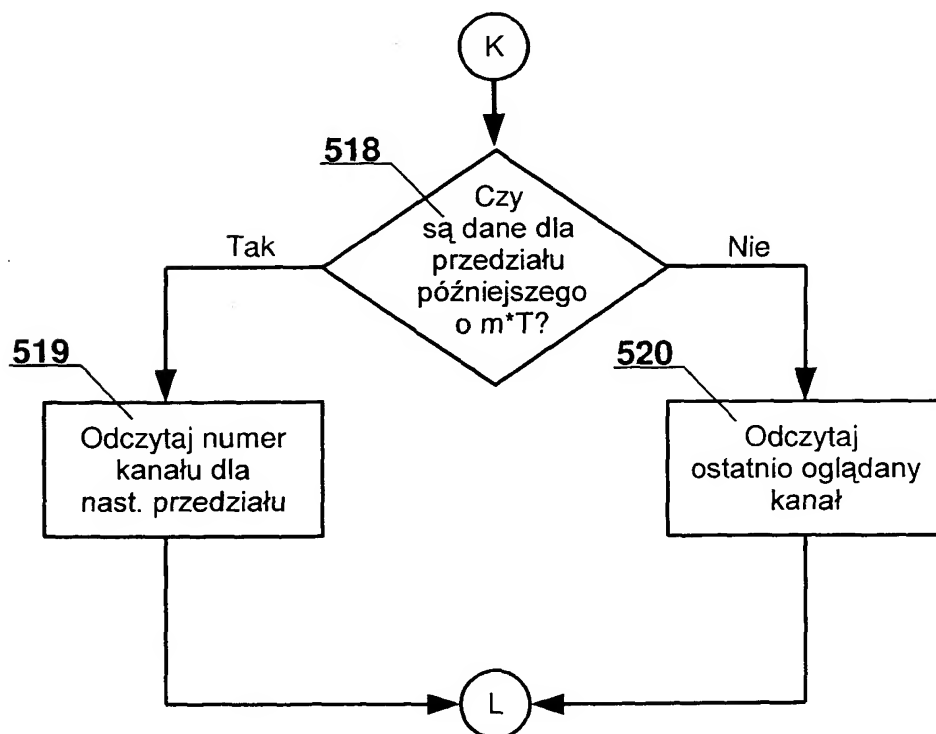 K
518
Czy
są dane dla
przedziału
późniejszego
o m*T?
Tak
Nie
519
Odczytaj numer
kanału dla
nast. przedziału
520
Odczytaj
ostatnio oglądany
kanał
L